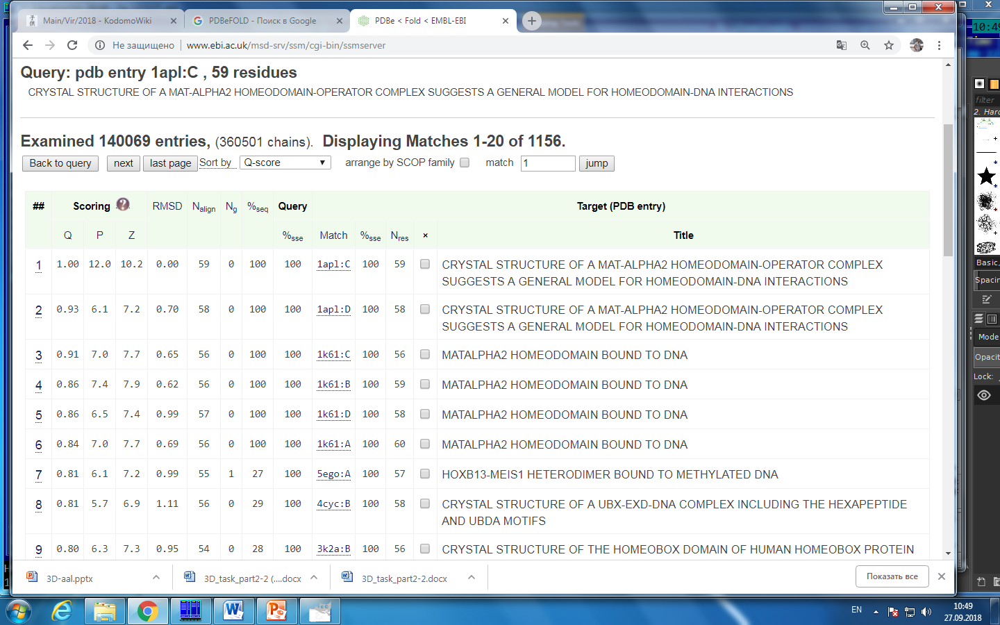 Main/Vir/2018 - KodomoWiki
PDBeFOLD - Поиск в Google
PDBe < Fold < EMBL-EBI
Не защищено
www.ebi.ac.uk/msd-srv/ssm/cgi-bin/ssmserver
Query: pdb entry 1apl:C , 59 residues
CRYSTAL STRUCTURE OF A MAT-ALPHA2 HOMEODOMAIN-OPERATOR COMPLEX SUGGESTS A GENERAL MODEL FOR HOMEODOMAIN-DNA INTERACTIONS
Examined 140069 entries, (360501 chains). Displaying Matches 1-20 of 1156.
Back to query next last page Sort by Q-score arrange by SCOP family match 1 jump
## Scoring ? RMSD Nalign Ng %seq Query Target (PDB entry)
Q P Z %sse Match %sse Nres × Title
1 1.00 12.0 10.2 0.00 59 0 100 100 1apl:C 100 59 CRYSTAL STRUCTURE OF A MAT-ALPHA2 HOMEODOMAIN-OPERATOR COMPLEX
SUGGESTS A GENERAL MODEL FOR HOMEODOMAIN-DNA INTERACTIONS
2 0.93 6.1 7.2 0.70 58 0 100 100 1apl:D 100 58 CRYSTAL STRUCTURE OF A MAT-ALPHA2 HOMEODOMAIN-OPERATOR COMPLEX
SUGGESTS A GENERAL MODEL FOR HOMEODOMAIN-DNA INTERACTIONS
3 0.91 7.0 7.7 0.65 56 0 100 100 1k61:C 100 56 MATALPHA2 HOMEODOMAIN BOUND TO DNA
4 0.86 7.4 7.9 0.62 56 0 100 100 1k61:B 100 59 MATALPHA2 HOMEODOMAIN BOUND TO DNA
5 0.86 6.5 7.4 0.99 57 0 100 100 1k61:D 100 58 MATALPHA2 HOMEODOMAIN BOUND TO DNA
6 0.84 7.0 7.7 0.69 56 0 100 100 1k61:A 100 60 MATALPHA2 HOMEODOMAIN BOUND TO DNA
7 0.81 6.1 7.2 0.99 55 1 27 100 5ego:A 100 57 HOXB13-MEIS1 HETERODIMER BOUND TO METHYLATED DNA
8 0.81 5.7 6.9 1.11 56 0 29 100 4cyc:B 100 58 CRYSTAL STRUCTURE OF A UBX-EXD-DNA COMPLEX INCLUDING THE HEXAPEPTIDE
AND UBDA MOTIFS
9 0.80 6.3 7.3 0.95 54 0 28 100 3k2a:B 100 56 CRYSTAL STRUCTURE OF THE HOMEOBOX DOMAIN OF HUMAN HOMEOBOX PROTEIN
3D-aal.pptx
3D_task_part2-2 (....docx
3D_task_part2-2.docx
Показать все
10:49
filter
2. Hard
Basic,
Spacin
Mode
Opacit
Lock:
EN
10:49
27.09.2018